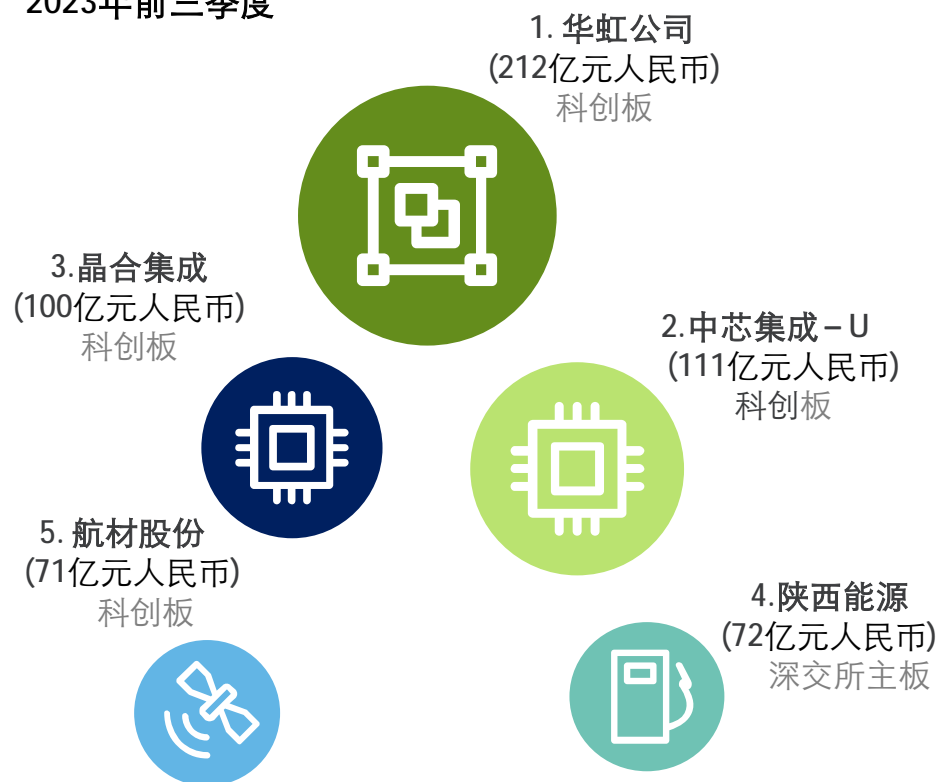 2023年前三季度
1. 华虹公司
(212亿元人民币)
科创板
2.中芯集成 – U
(111亿元人民币)
科创板
3.晶合集成
(100亿元人民币)
科创板
4.陕西能源
(72亿元人民币)
深交所主板
5. 航材股份
(71亿元人民币)
科创板